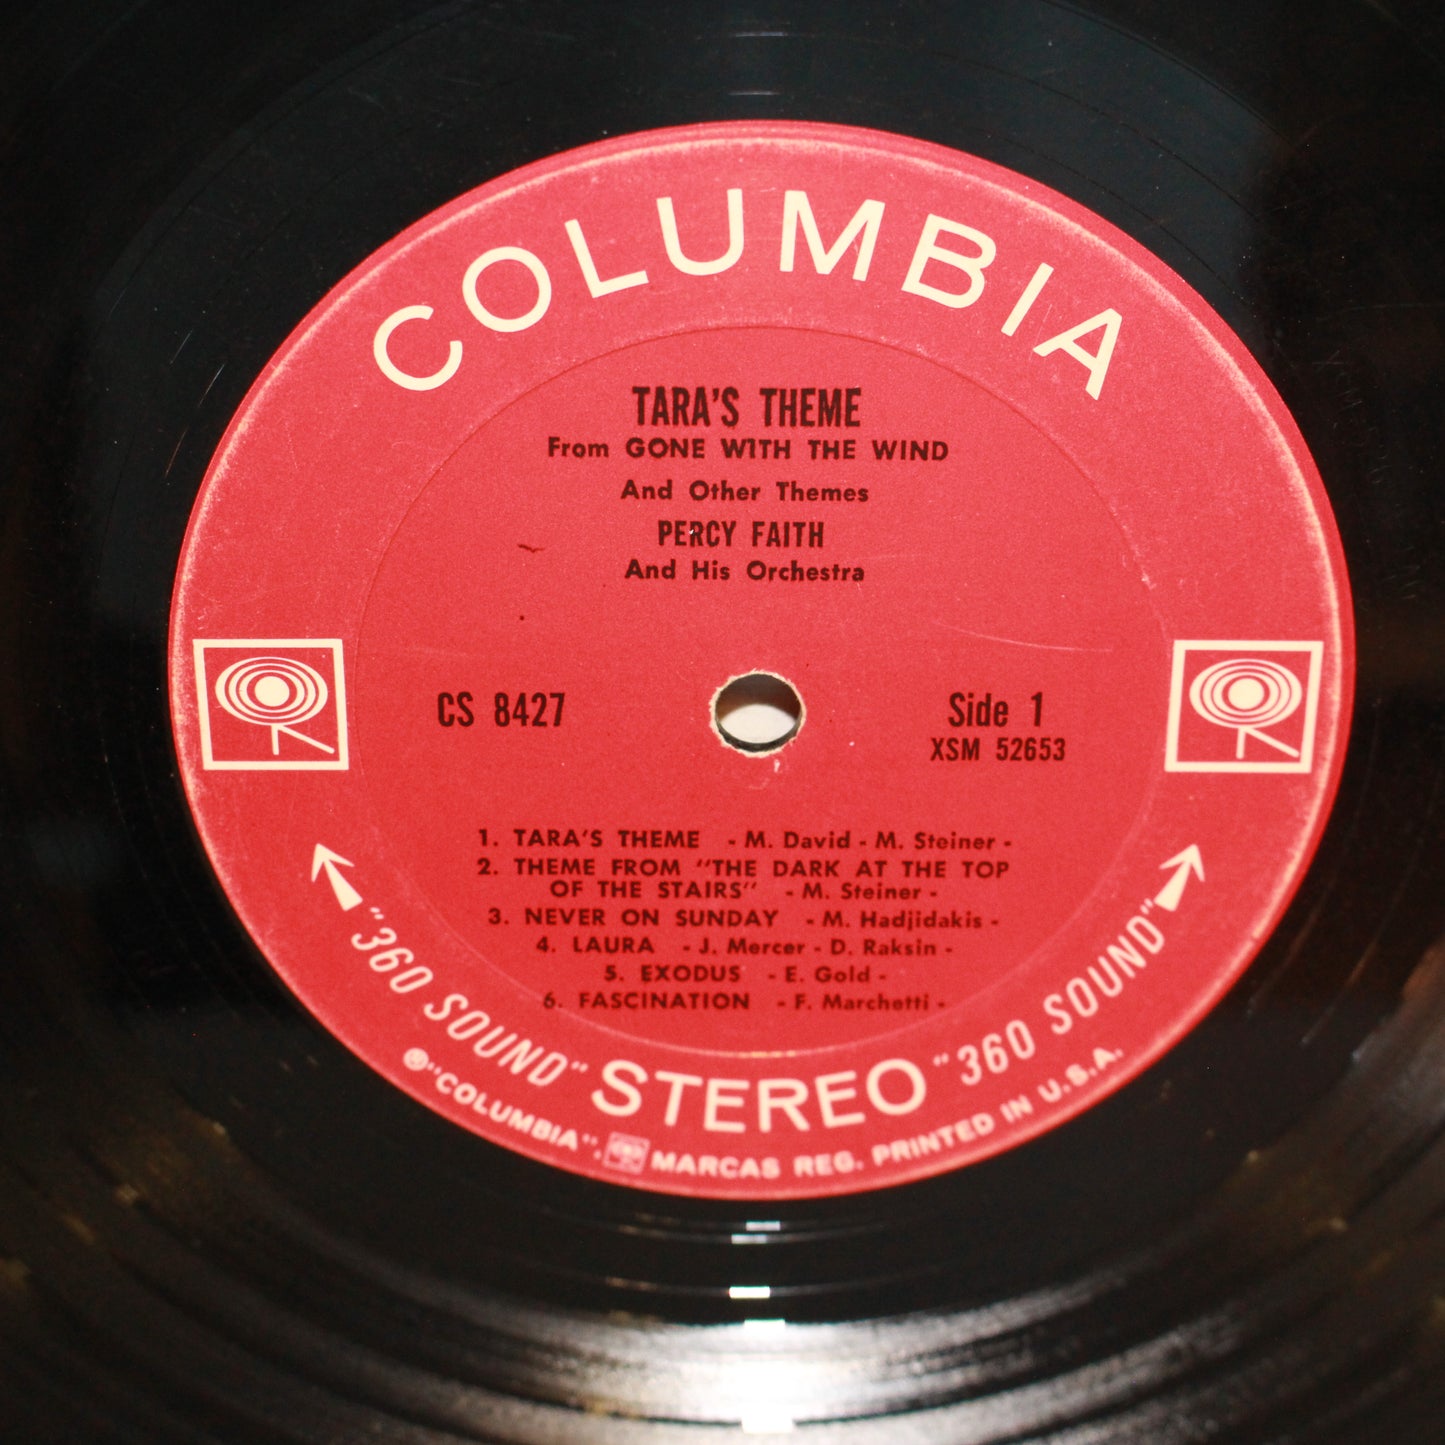 COLUMBIA
TARA'S THEME
From GONE WITH THE WIND
And Other Themes
PERCY FAITH
And His Orchestra
CS 8427
Side 1
XSM 52653
1. TARA'S THEME - M. David - M. Steiner -
2. THEME FROM "THE DARK AT THE TOP
OF THE STAIRS" - M. Steiner -
3. NEVER ON SUNDAY - M. Hadjidakis -
4. LAURA - J. Mercer - D. Raksin -
5. EXODUS - E. Gold -
6. FASCINATION - F. Marchetti -
"360 SOUND" STEREO "360 SOUND"
® "COLUMBIA", MARCAS REG. PRINTED IN U.S.A.